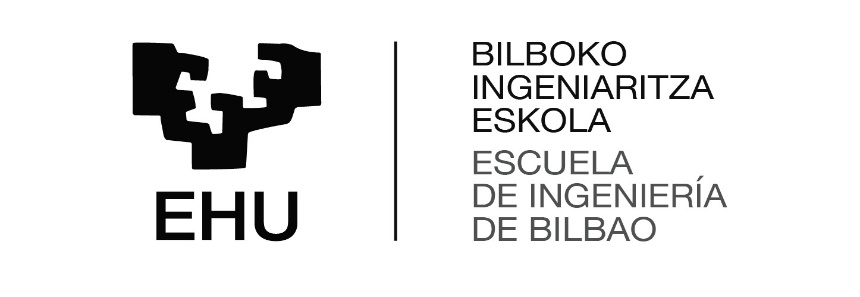 EHU
BILBOKO
INGENIARITZA
ESKOLA
ESCUELA
DE INGENIERÍA
DE BILBAO